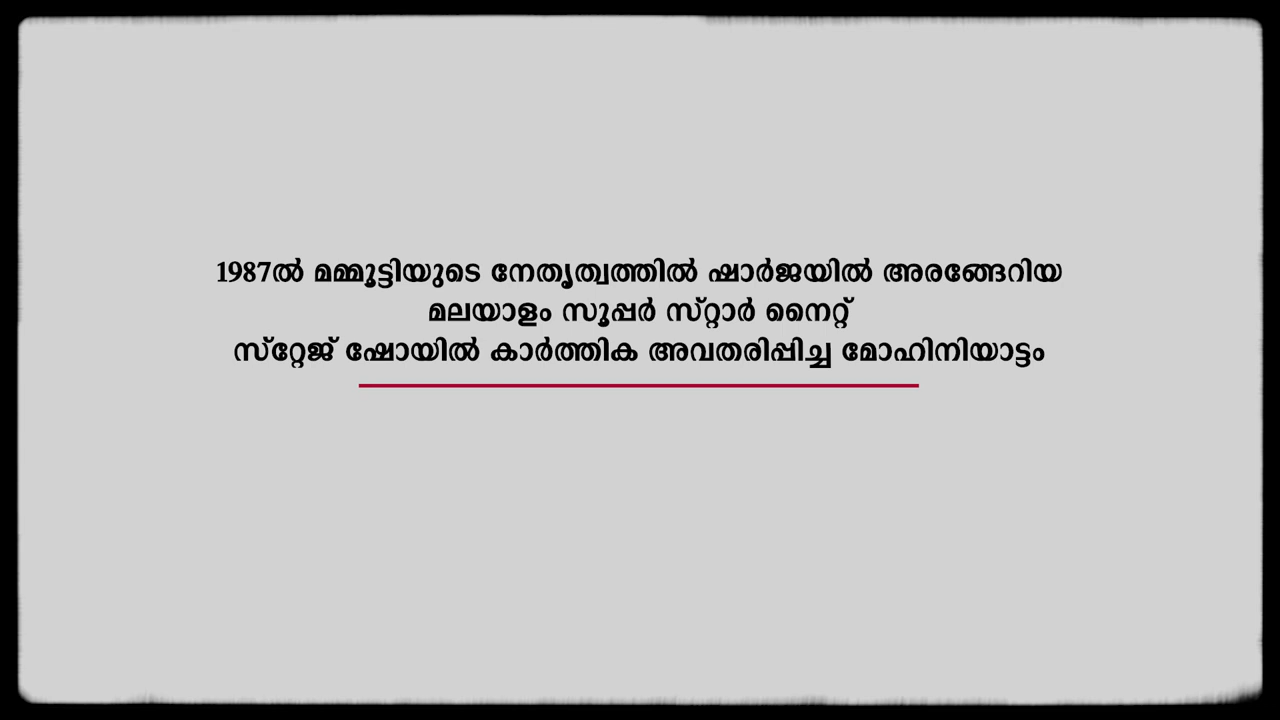 1987ൽ മമ്മൂട്ടിയുടെ നേതൃത്വത്തിൽ ഷാർജയിൽ അരങ്ങേറിയ
മലയാളം സൂപ്പർ സ്റ്റാർ നൈറ്റ്
സ്റ്റേജ് ഷോയിൽ കാർത്തിക അവതരിപ്പിച്ച മോഹിനിയാട്ടം